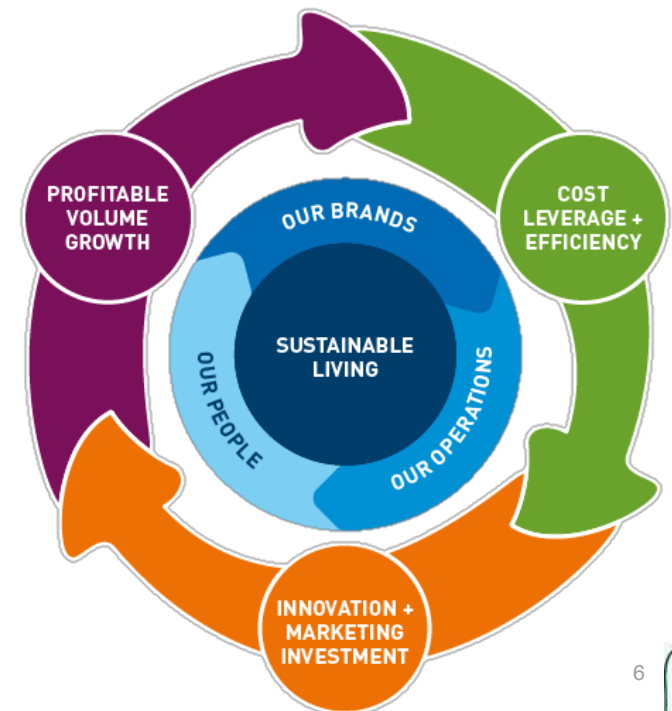 PROFITABLE
VOLUME
GROWTH
COST
LEVERAGE +
EFFICIENCY
OUR BRANDS
SUSTAINABLE
LIVING
OUR PEOPLE
OUR OPERATIONS
INNOVATION +
MARKETING
INVESTMENT
6